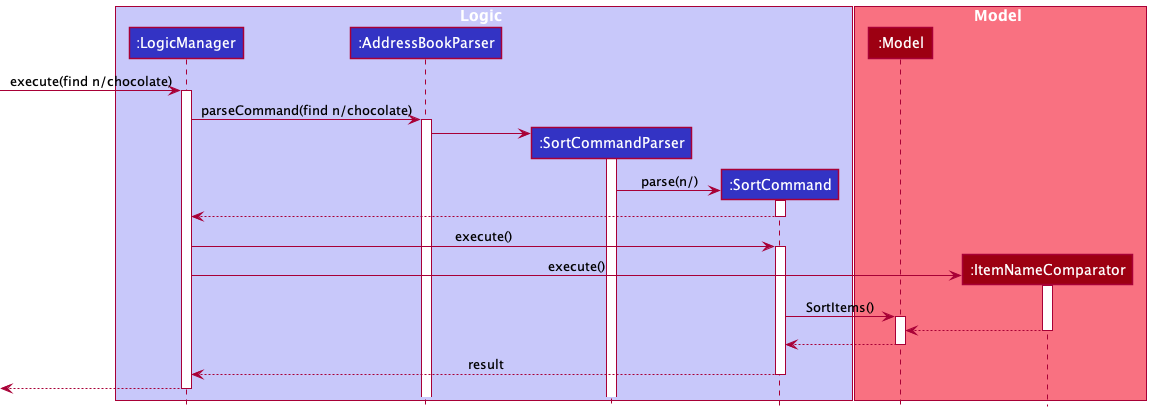 Logic
Model
:LogicManager
:AddressBookParser
:Model
execute(find n/chocolate)
parseCommand(find n/chocolate)
:SortCommandParser
parse(n/)
:SortCommand
execute()
execute()
:ItemNameComparator
SortItems()
result